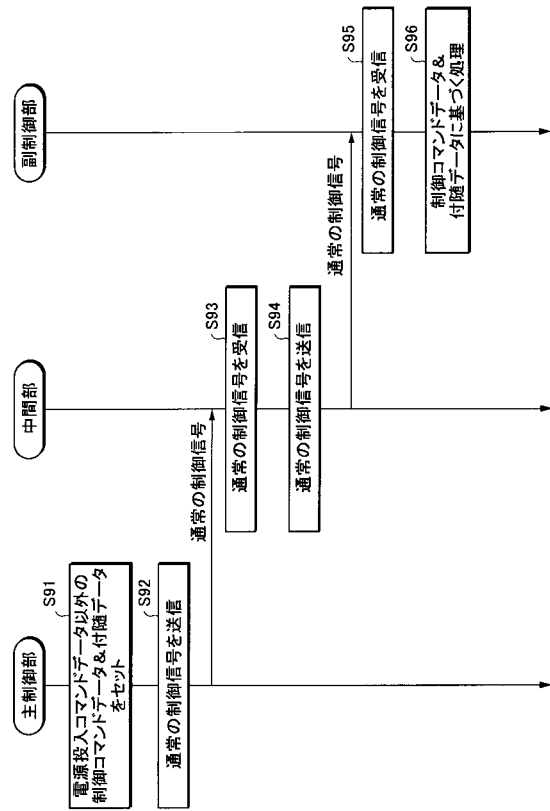 主制御部
中間部
副制御部
S91
電源投入コマンドデータ以外の
制御コマンドデータ&付随データ
をセット
S92
通常の制御信号を送信
通常の制御信号
S93
通常の制御信号を受信
S94
通常の制御信号を送信
通常の制御信号
S95
通常の制御信号を受信
S96
制御コマンドデータ&
付随データに基づく処理